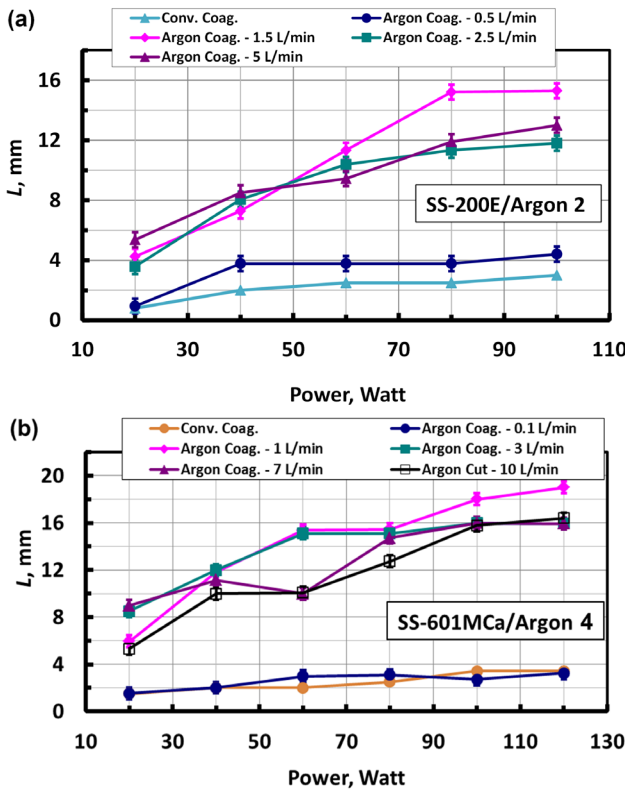 (a)
Conv. Coag. Argon Coag. - 0.5 L/min
Argon Coag. - 1.5 L/min Argon Coag. - 2.5 L/min
Argon Coag. - 5 L/min
16
12
8
4
0
L, mm
SS-200E/Argon 2
10 30 50 70 90 110
Power, Watt
(b)
Conv. Coag. Argon Coag. - 0.1 L/min
Argon Coag. - 1 L/min Argon Coag. - 3 L/min
Argon Coag. - 7 L/min Argon Cut - 10 L/min
20
16
12
8
4
0
L, mm
SS-601MCa/Argon 4
10 30 50 70 90 110 130
Power, Watt